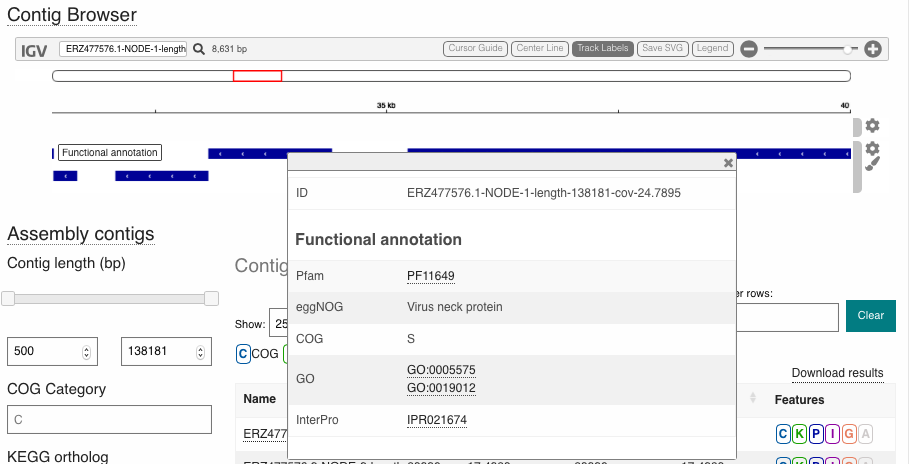 Contig Browser
IGV ERZ477576.1-NODE-1-length 8,631 bp Cursor Guide Center Line Track Labels Save SVG Legend
35 kb 40
Functional annotation
ID ERZ477576.1-NODE-1-length-138181-cov-24.7895
Functional annotation
Pfam PF11649
eggNOG Virus neck protein
COG S
GO GO:0005575
GO:0019012
InterPro IPR021674
Assembly contigs
Contig length (bp)
500 138181
COG Category
C
KEGG ortholog
Contig
er rows:
Show: 25
Clear
C COG
Download results
Name Features
ERZ477 C K P I G A